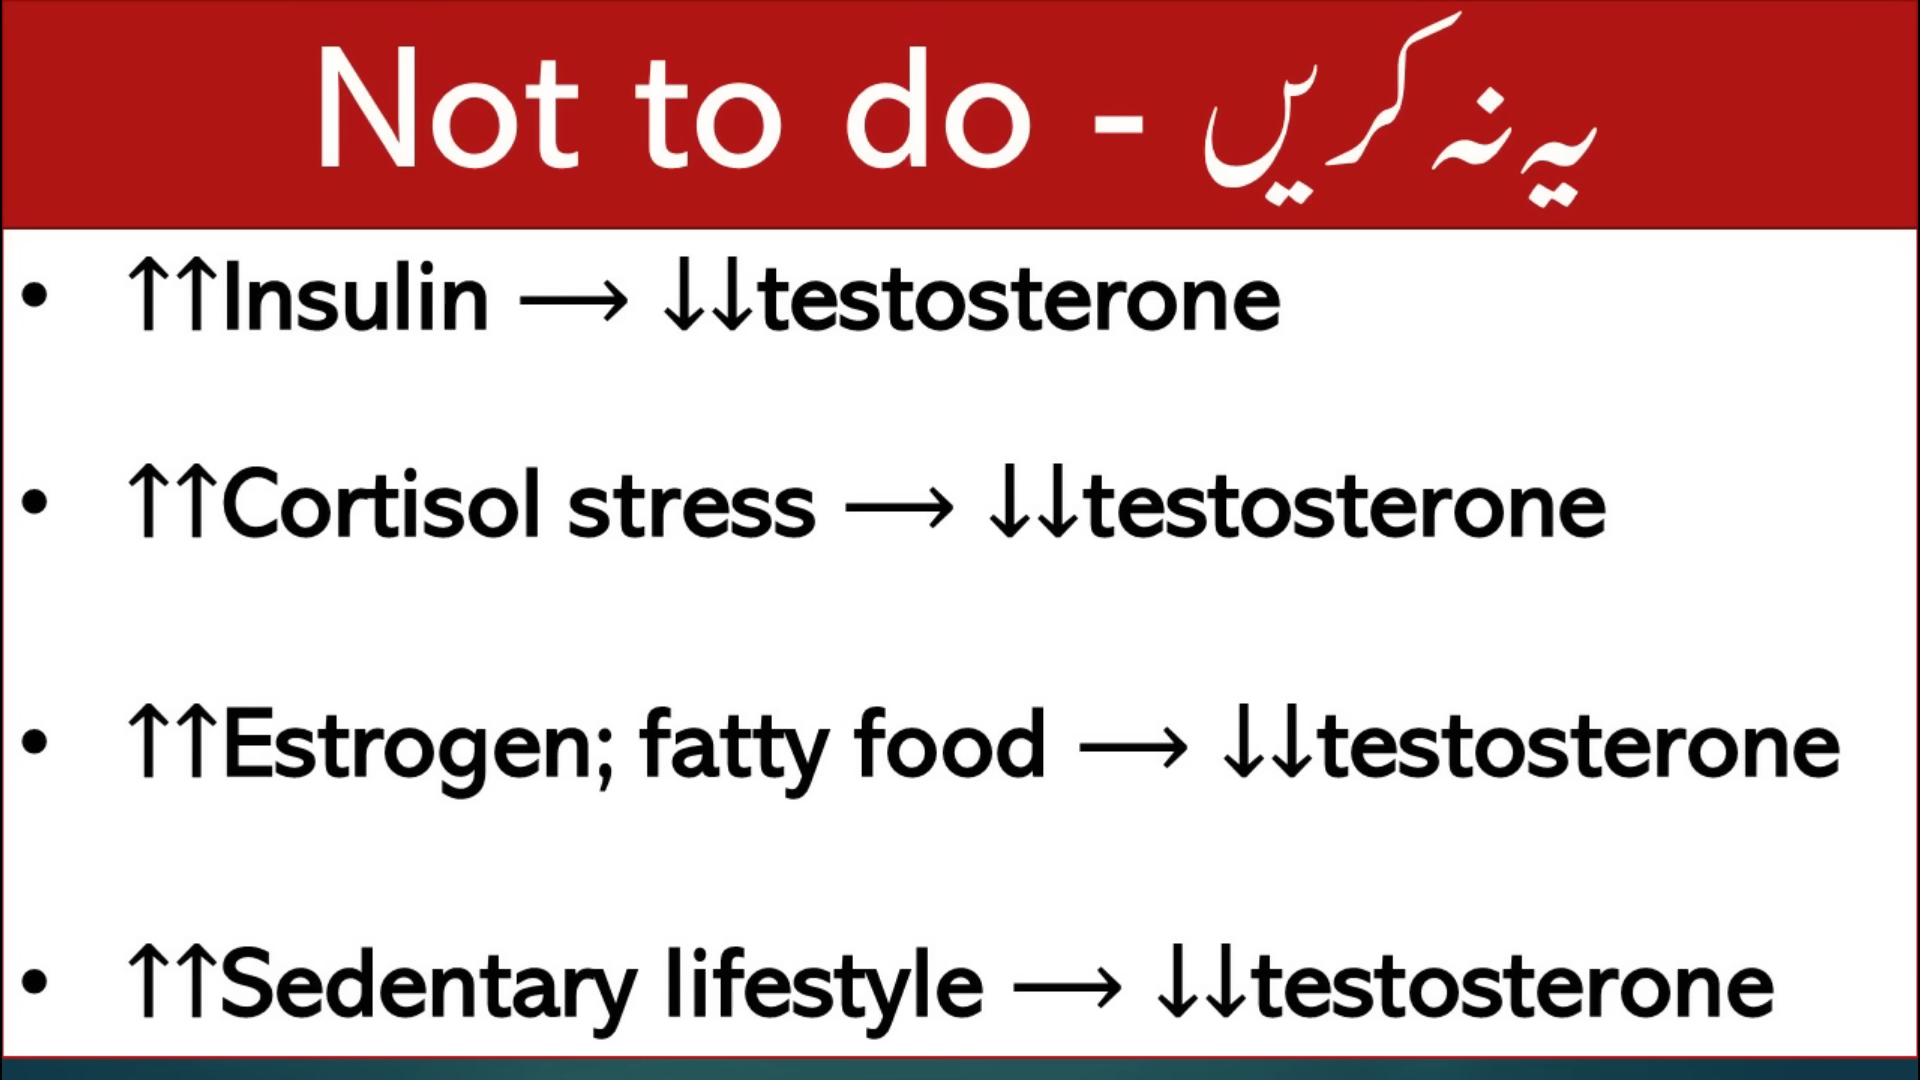 Not to do - یہ نہ کریں
• ↑↑Insulin → ↓↓testosterone
• ↑↑Cortisol stress → ↓↓testosterone
• ↑↑Estrogen; fatty food → ↓↓testosterone
• ↑↑Sedentary lifestyle → ↓↓testosterone